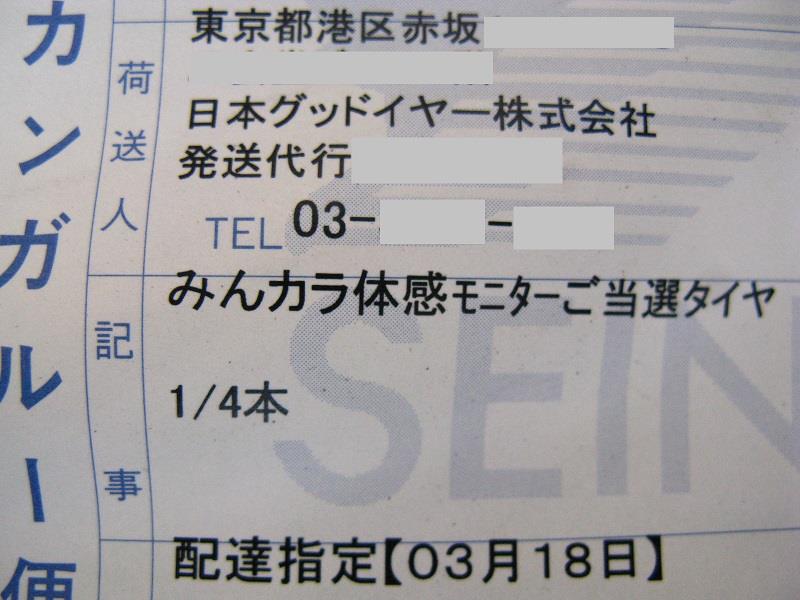 カンガルー便
荷送人
東京都港区赤坂
日本グッドイヤー株式会社
発送代行
TEL 03- -
記事
みんカラ体感モニターご当選タイヤ
1/4本
配達指定【03月18日】
SEIN